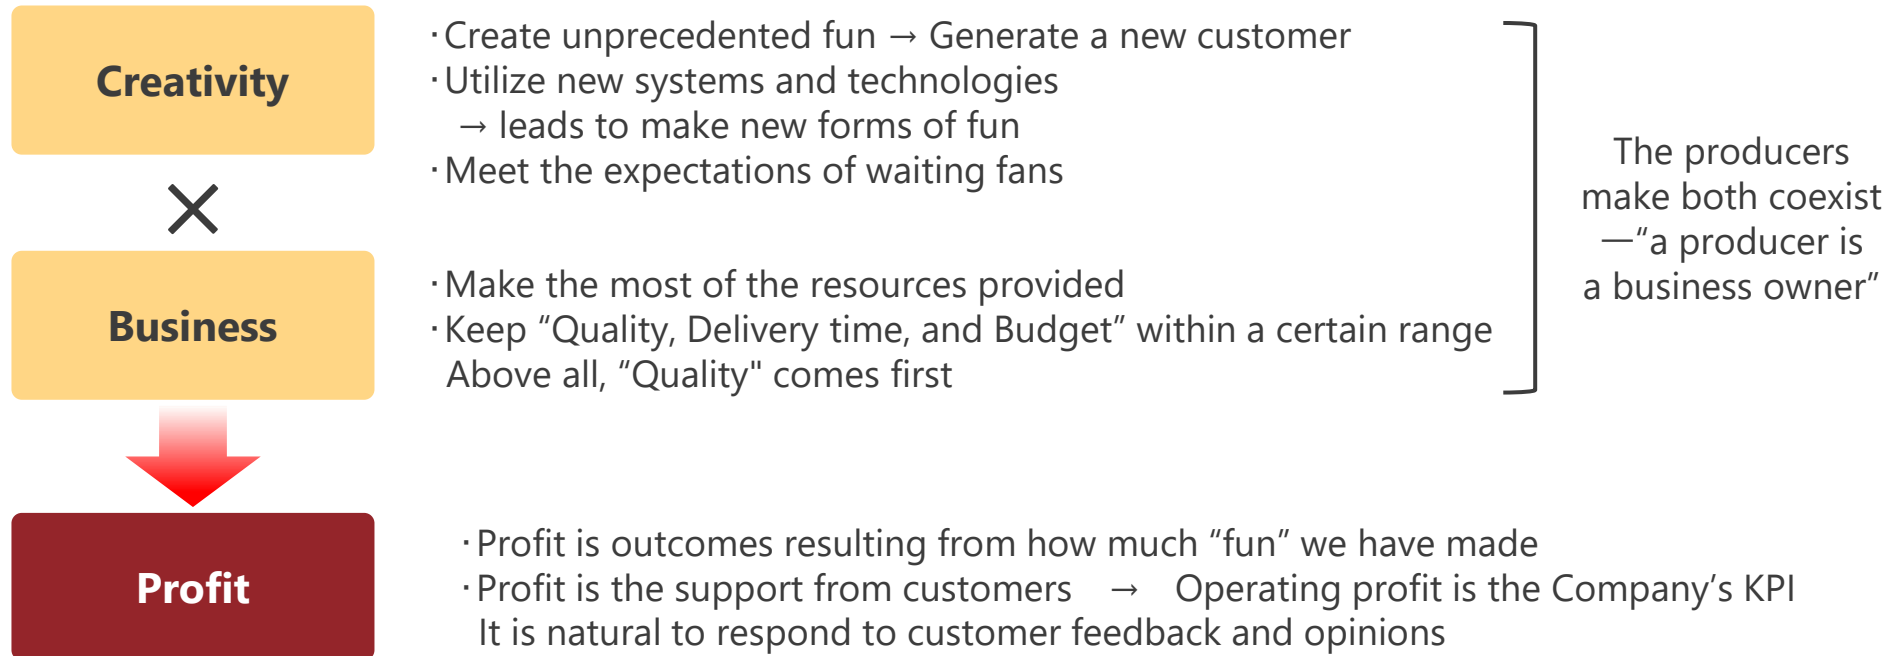 Creativity
·Create unprecedented fun → Generate a new customer
·Utilize new systems and technologies
→ leads to make new forms of fun
·Meet the expectations of waiting fans
×
Business
·Make the most of the resources provided
·Keep “Quality, Delivery time, and Budget” within a certain range
Above all, “Quality" comes first
The producers
make both coexist
—“a producer is
a business owner”
Profit
·Profit is outcomes resulting from how much “fun” we have made
·Profit is the support from customers → Operating profit is the Company’s KPI
It is natural to respond to customer feedback and opinions